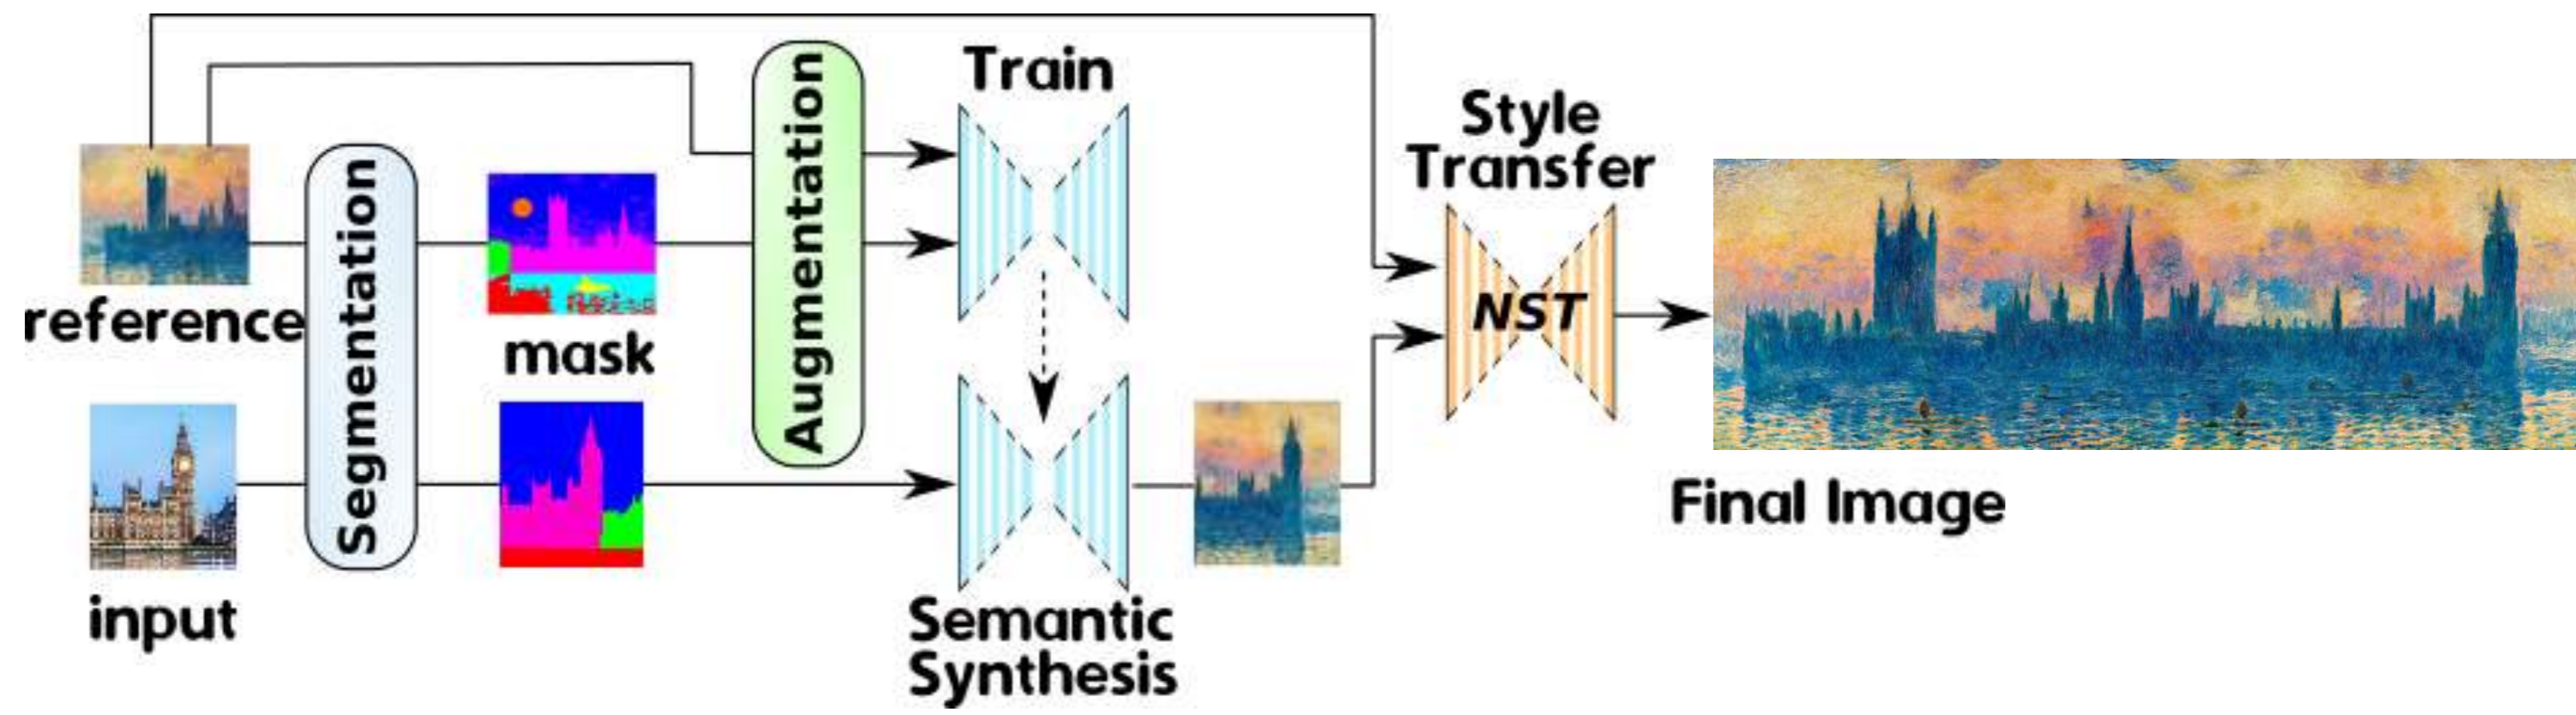 reference
Segmentation
mask
input
Augmentation
Train
Semantic
Synthesis
Style
Transfer
NST
Final Image